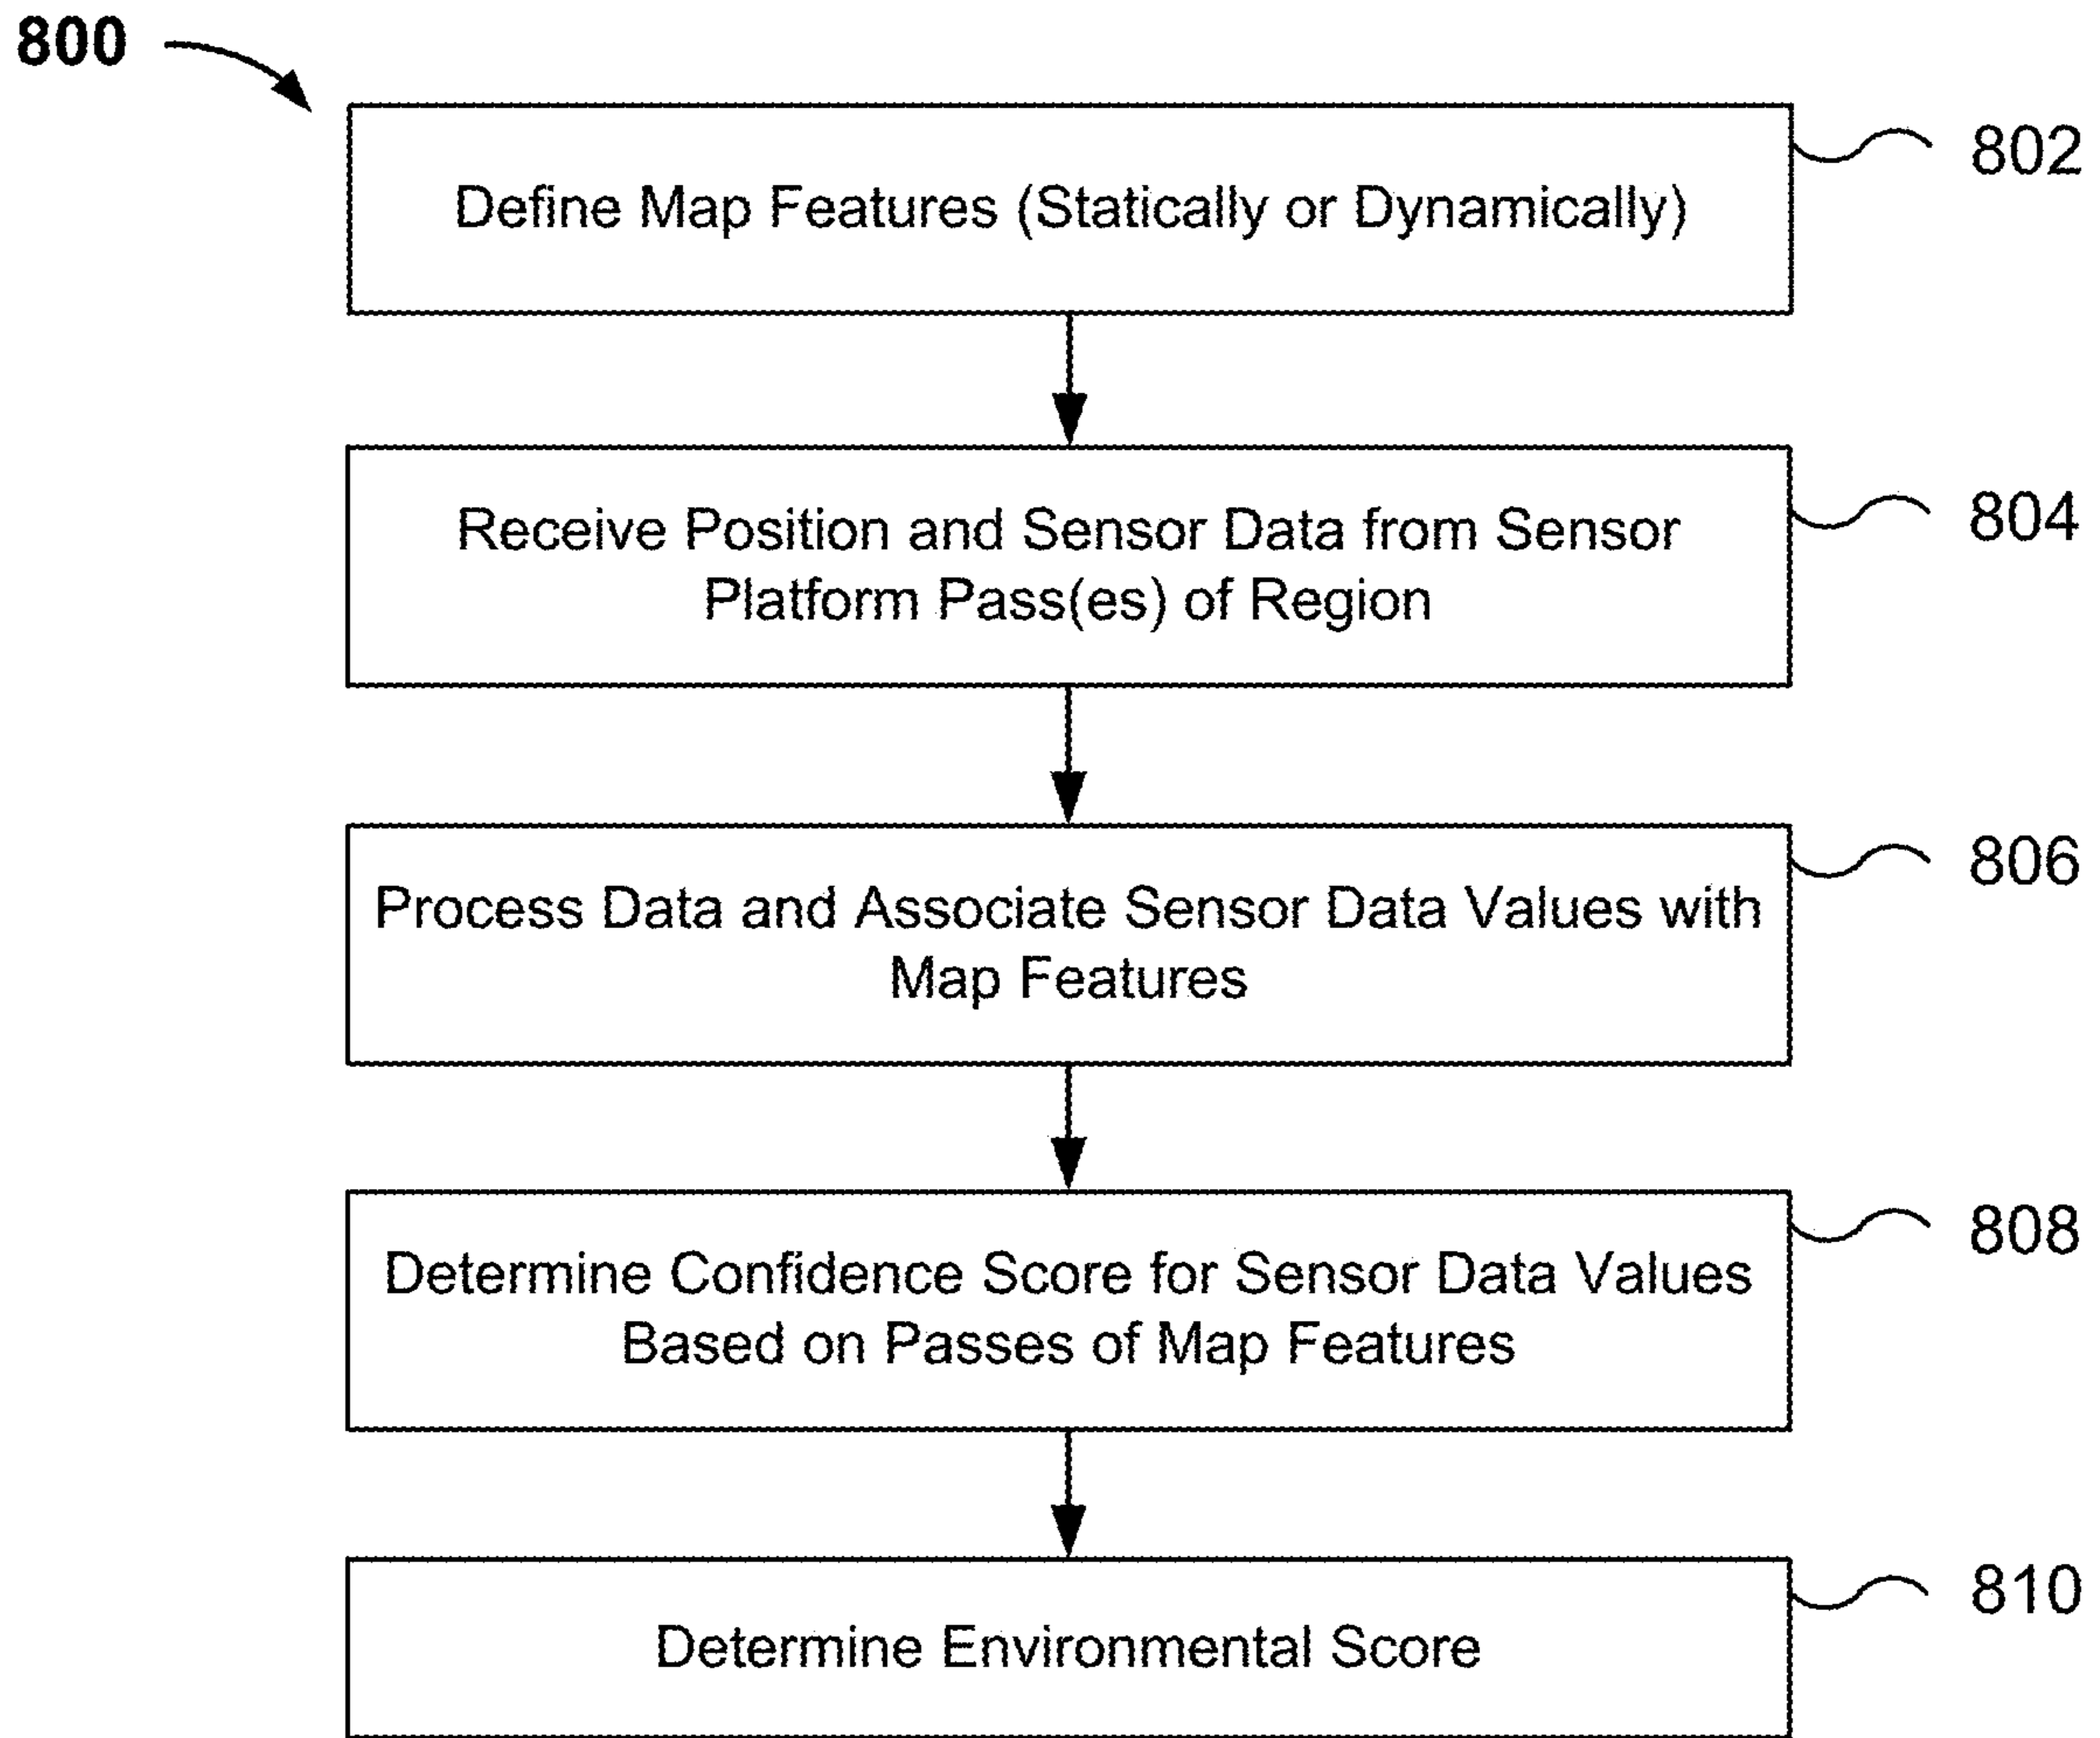 800
Define Map Features (Statically or Dynamically)
802
Receive Position and Sensor Data from Sensor
Platform Pass(es) of Region
804
Process Data and Associate Sensor Data Values with
Map Features
806
Determine Confidence Score for Sensor Data Values
Based on Passes of Map Features
808
Determine Environmental Score
810